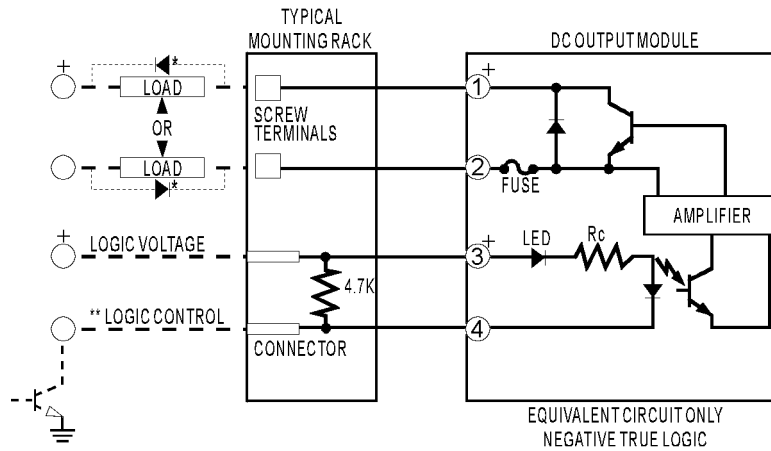 TYPICAL
MOUNTING RACK
DC OUTPUT MODULE
+
*
LOAD
OR
LOAD
*
SCREW
TERMINALS
1
+
2
FUSE
AMPLIFIER
+
LOGIC VOLTAGE
3
+
LED
Rc
4.7K
** LOGIC CONTROL
4
CONNECTOR
EQUIVALENT CIRCUIT ONLY
NEGATIVE TRUE LOGIC